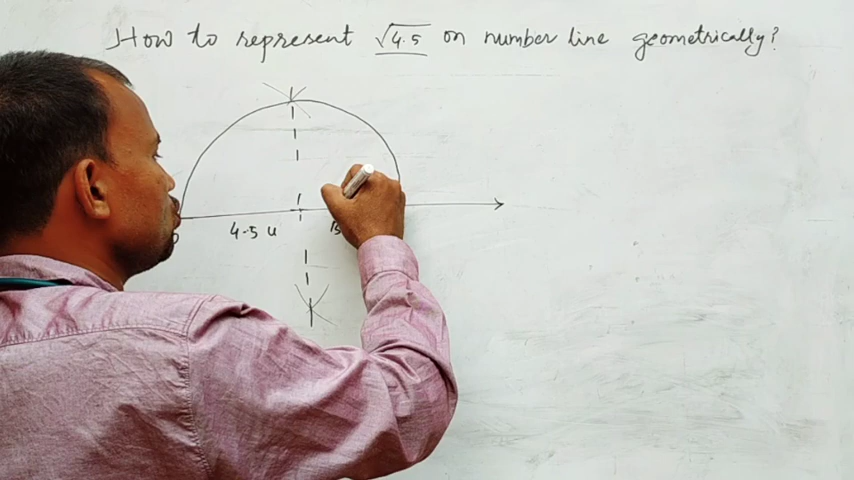 How to represent √4.5 on number line geometrically?
4.5 u B